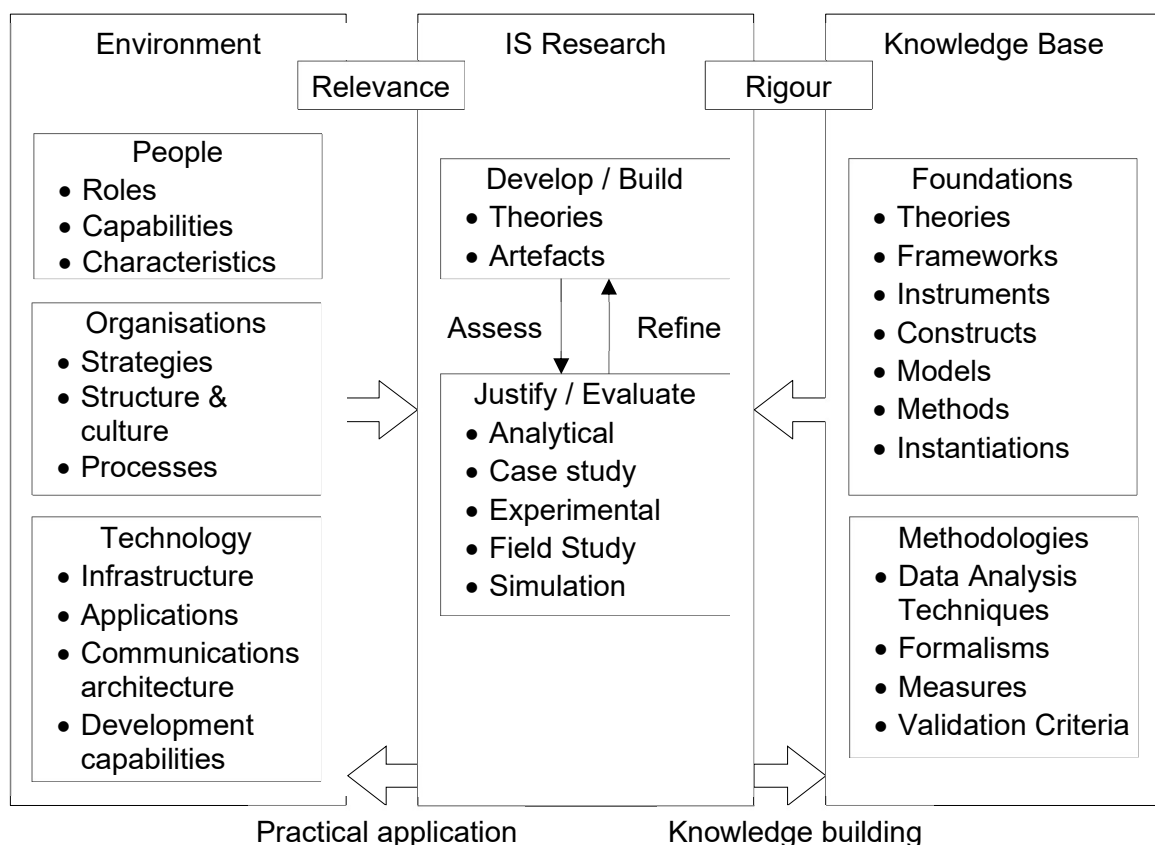 Environment
IS Research
Knowledge Base
Relevance
Rigour
People
• Roles
• Capabilities
• Characteristics
Organisations
• Strategies
• Structure &
culture
• Processes
Technology
• Infrastructure
• Applications
• Communications
architecture
• Development
capabilities
Develop / Build
• Theories
• Artefacts
Assess
Refine
Justify / Evaluate
• Analytical
• Case study
• Experimental
• Field Study
• Simulation
Foundations
• Theories
• Frameworks
• Instruments
• Constructs
• Models
• Methods
• Instantiations
Methodologies
• Data Analysis
Techniques
• Formalisms
• Measures
• Validation Criteria
Practical application
Knowledge building